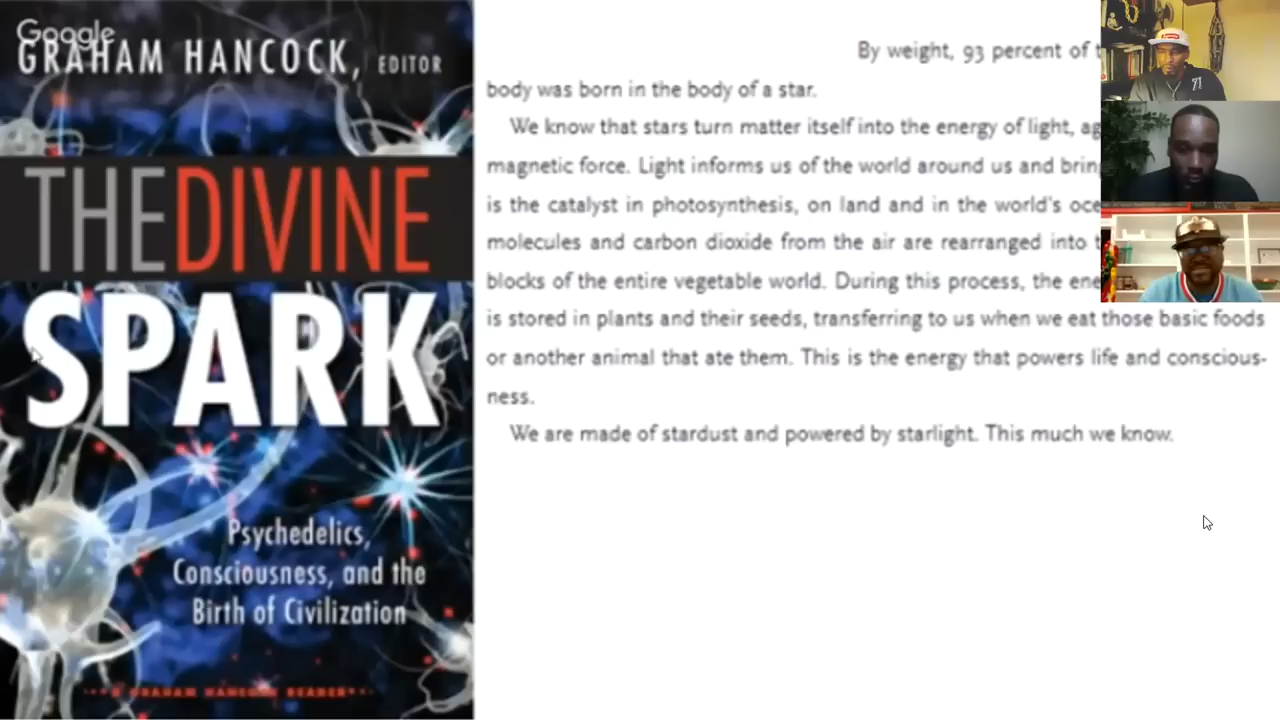 Google
GRAHAM HANCOCK, EDITOR
THE DIVINE
SPARK
Psychedelics,
Consciousness, and the
Birth of Civilization
A GRAHAM HANCOCK READER
By weight, 93 percent of
body was born in the body of a star.
We know that stars turn matter itself into the energy of light,
magnetic force. Light informs us of the world around us and
is the catalyst in photosynthesis, on land and in the world's
molecules and carbon dioxide from the air are rearranged into
blocks of the entire vegetable world. During this process, the
is stored in plants and their seeds, transferring to us when we eat those basic foods
or another animal that ate them. This is the energy that powers life and conscious-
ness.
We are made of stardust and powered by starlight. This much we know.